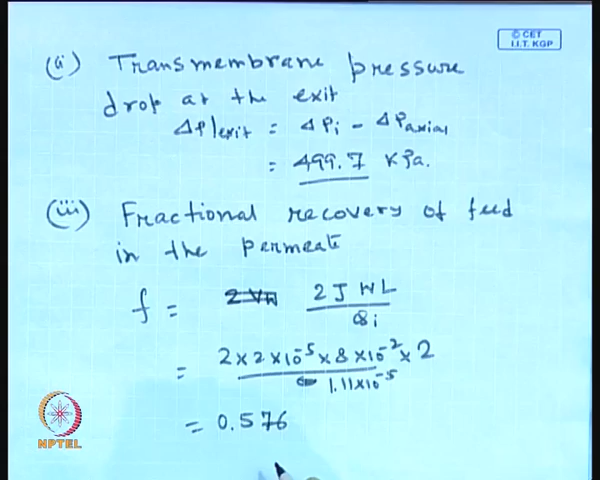 © CET
I.I.T. KGP
(ii) Transmembrane pressure
drop at the exit
ΔP|exit = ΔPi - ΔPaxial
= 499.7 KPa.
(iii) Fractional recovery of feed
in the permeate
f = 2 J W L / Qi
= 2 × 2 × 10^-5 × 8 × 10^-2 × 2 / 1.11 × 10^-5
= 0.576
NPTEL